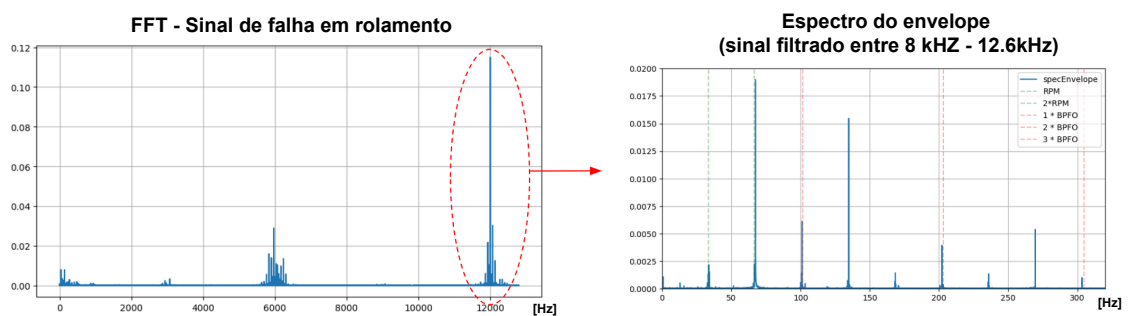 FFT - Sinal de falha em rolamento
0.12
0.10
0.08
0.06
0.04
0.02
0.00
0 2000 4000 6000 8000 10000 12000
[Hz]
Espectro do envelope
(sinal filtrado entre 8 kHZ - 12.6kHz)
0.0200
0.0175
0.0150
0.0125
0.0100
0.0075
0.0050
0.0025
0.0000
specEnvelope
RPM
2*RPM
1 * BPFO
2 * BPFO
3 * BPFO
0 50 100 150 200 250 300
[Hz]